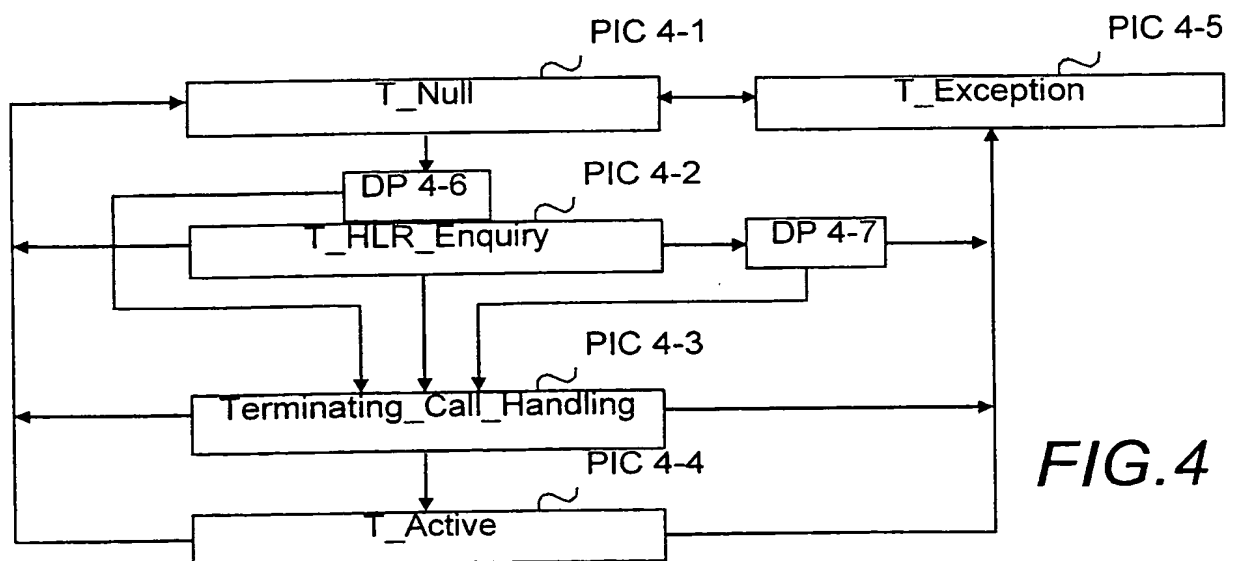 PIC 4-1
PIC 4-5
T_Null
T_Exception
PIC 4-2
DP 4-6
T_HLR_Enquiry
DP 4-7
PIC 4-3
Terminating_Call_Handling
PIC 4-4
T_Active
FIG.4